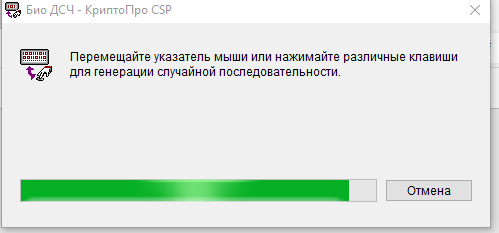 Био ДСЧ - КриптоПро CSP
Перемещайте указатель мыши или нажимайте различные клавиши
для генерации случайной последовательности.
Отмена